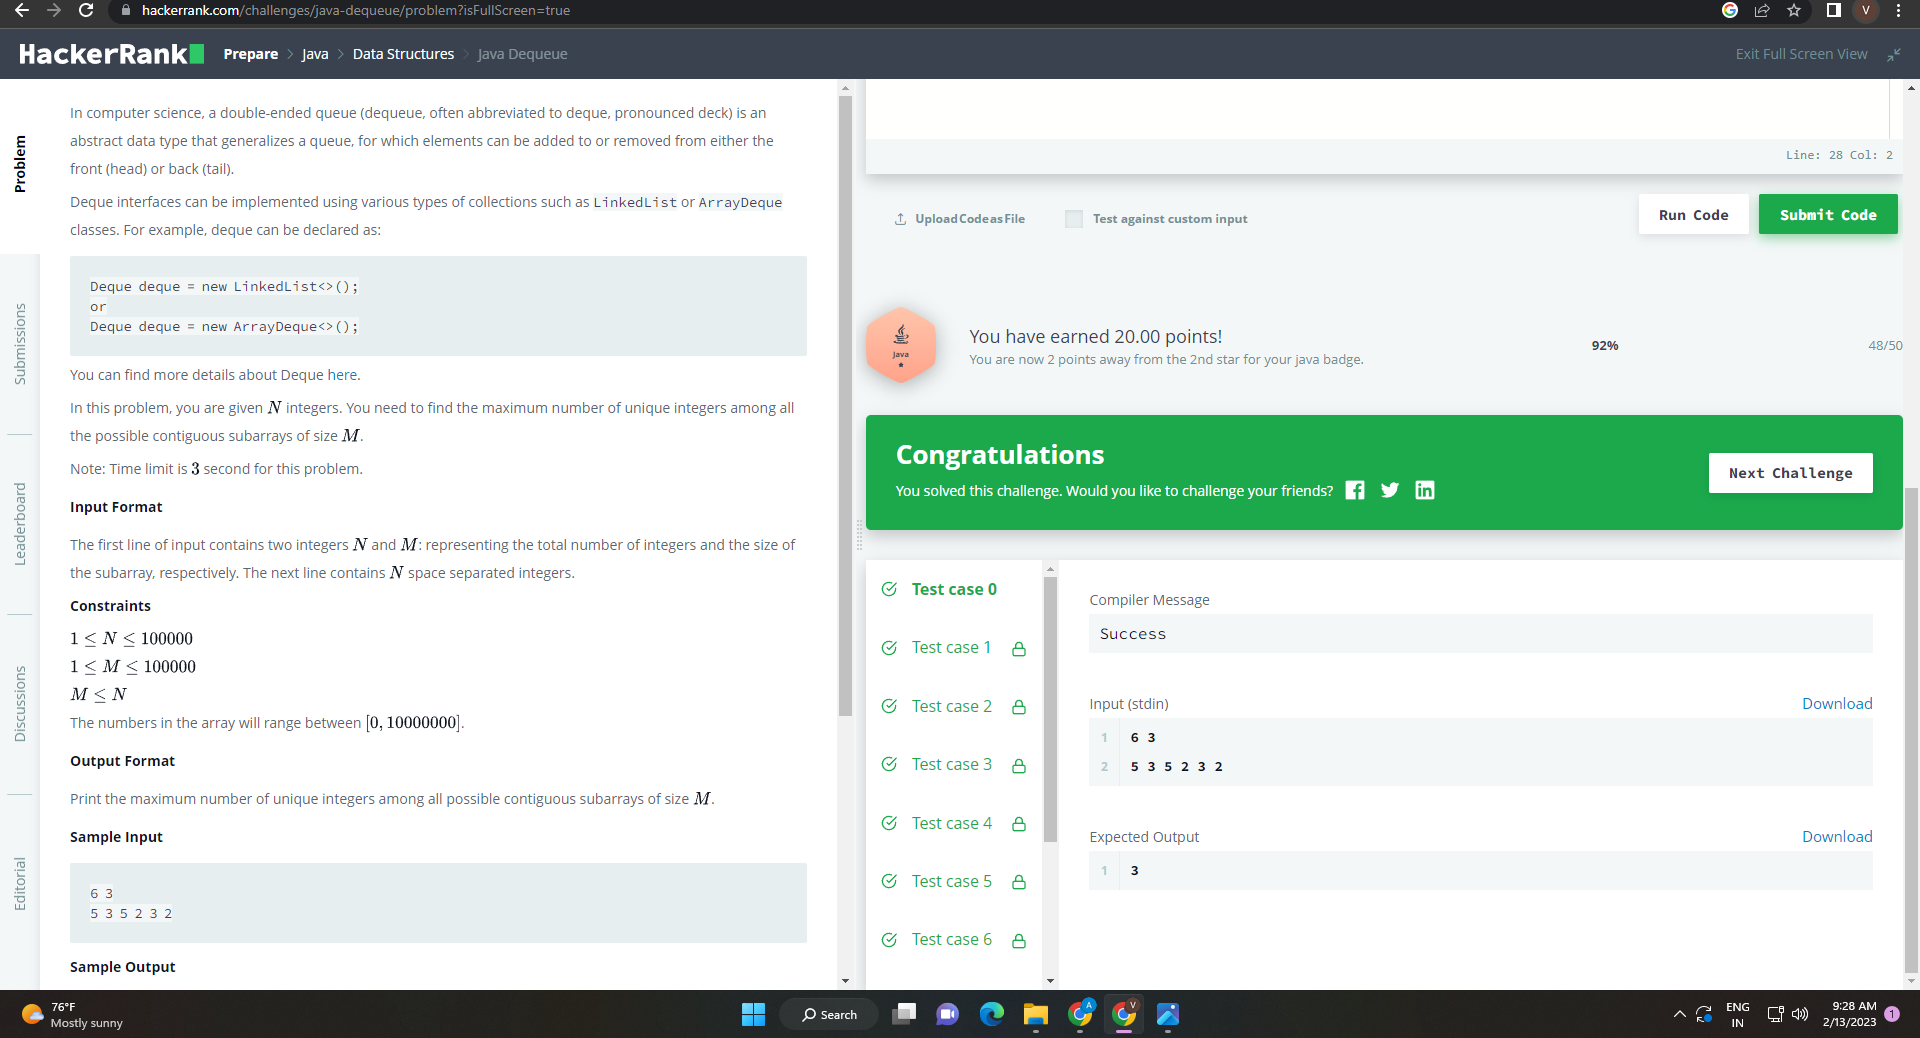 hackerrank.com/challenges/java-dequeue/problem?isFullScreen=true
V
HackerRank
Prepare > Java > Data Structures > Java Dequeue
Exit Full Screen View
Problem
Submissions
Leaderboard
Discussions
Editorial
In computer science, a double-ended queue (dequeue, often abbreviated to deque, pronounced deck) is an
abstract data type that generalizes a queue, for which elements can be added to or removed from either the
front (head) or back (tail).
Deque interfaces can be implemented using various types of collections such as LinkedList or ArrayDeque
classes. For example, deque can be declared as:
Deque deque = new LinkedList<>();
or
Deque deque = new ArrayDeque<>();
You can find more details about Deque here.
In this problem, you are given N integers. You need to find the maximum number of unique integers among all
the possible contiguous subarrays of size M.
Note: Time limit is 3 second for this problem.
Input Format
The first line of input contains two integers N and M: representing the total number of integers and the size of
the subarray, respectively. The next line contains N space separated integers.
Constraints
1 ≤ N ≤ 100000
1 ≤ M ≤ 100000
M ≤ N
The numbers in the array will range between [0, 10000000].
Output Format
Print the maximum number of unique integers among all possible contiguous subarrays of size M.
Sample Input
6 3
5 3 5 2 3 2
Sample Output
Line: 28 Col: 2
Upload Code as File
Test against custom input
Run Code
Submit Code
Java
You have earned 20.00 points!
You are now 2 points away from the 2nd star for your java badge.
92%
48/50
Congratulations
You solved this challenge. Would you like to challenge your friends?
Next Challenge
Test case 0
Test case 1
Test case 2
Test case 3
Test case 4
Test case 5
Test case 6
Compiler Message
Success
Input (stdin)
Download
1 6 3
2 5 3 5 2 3 2
Expected Output
Download
1 3
76°F
Mostly sunny
Search
A
V
ENG
IN
9:28 AM
2/13/2023
1